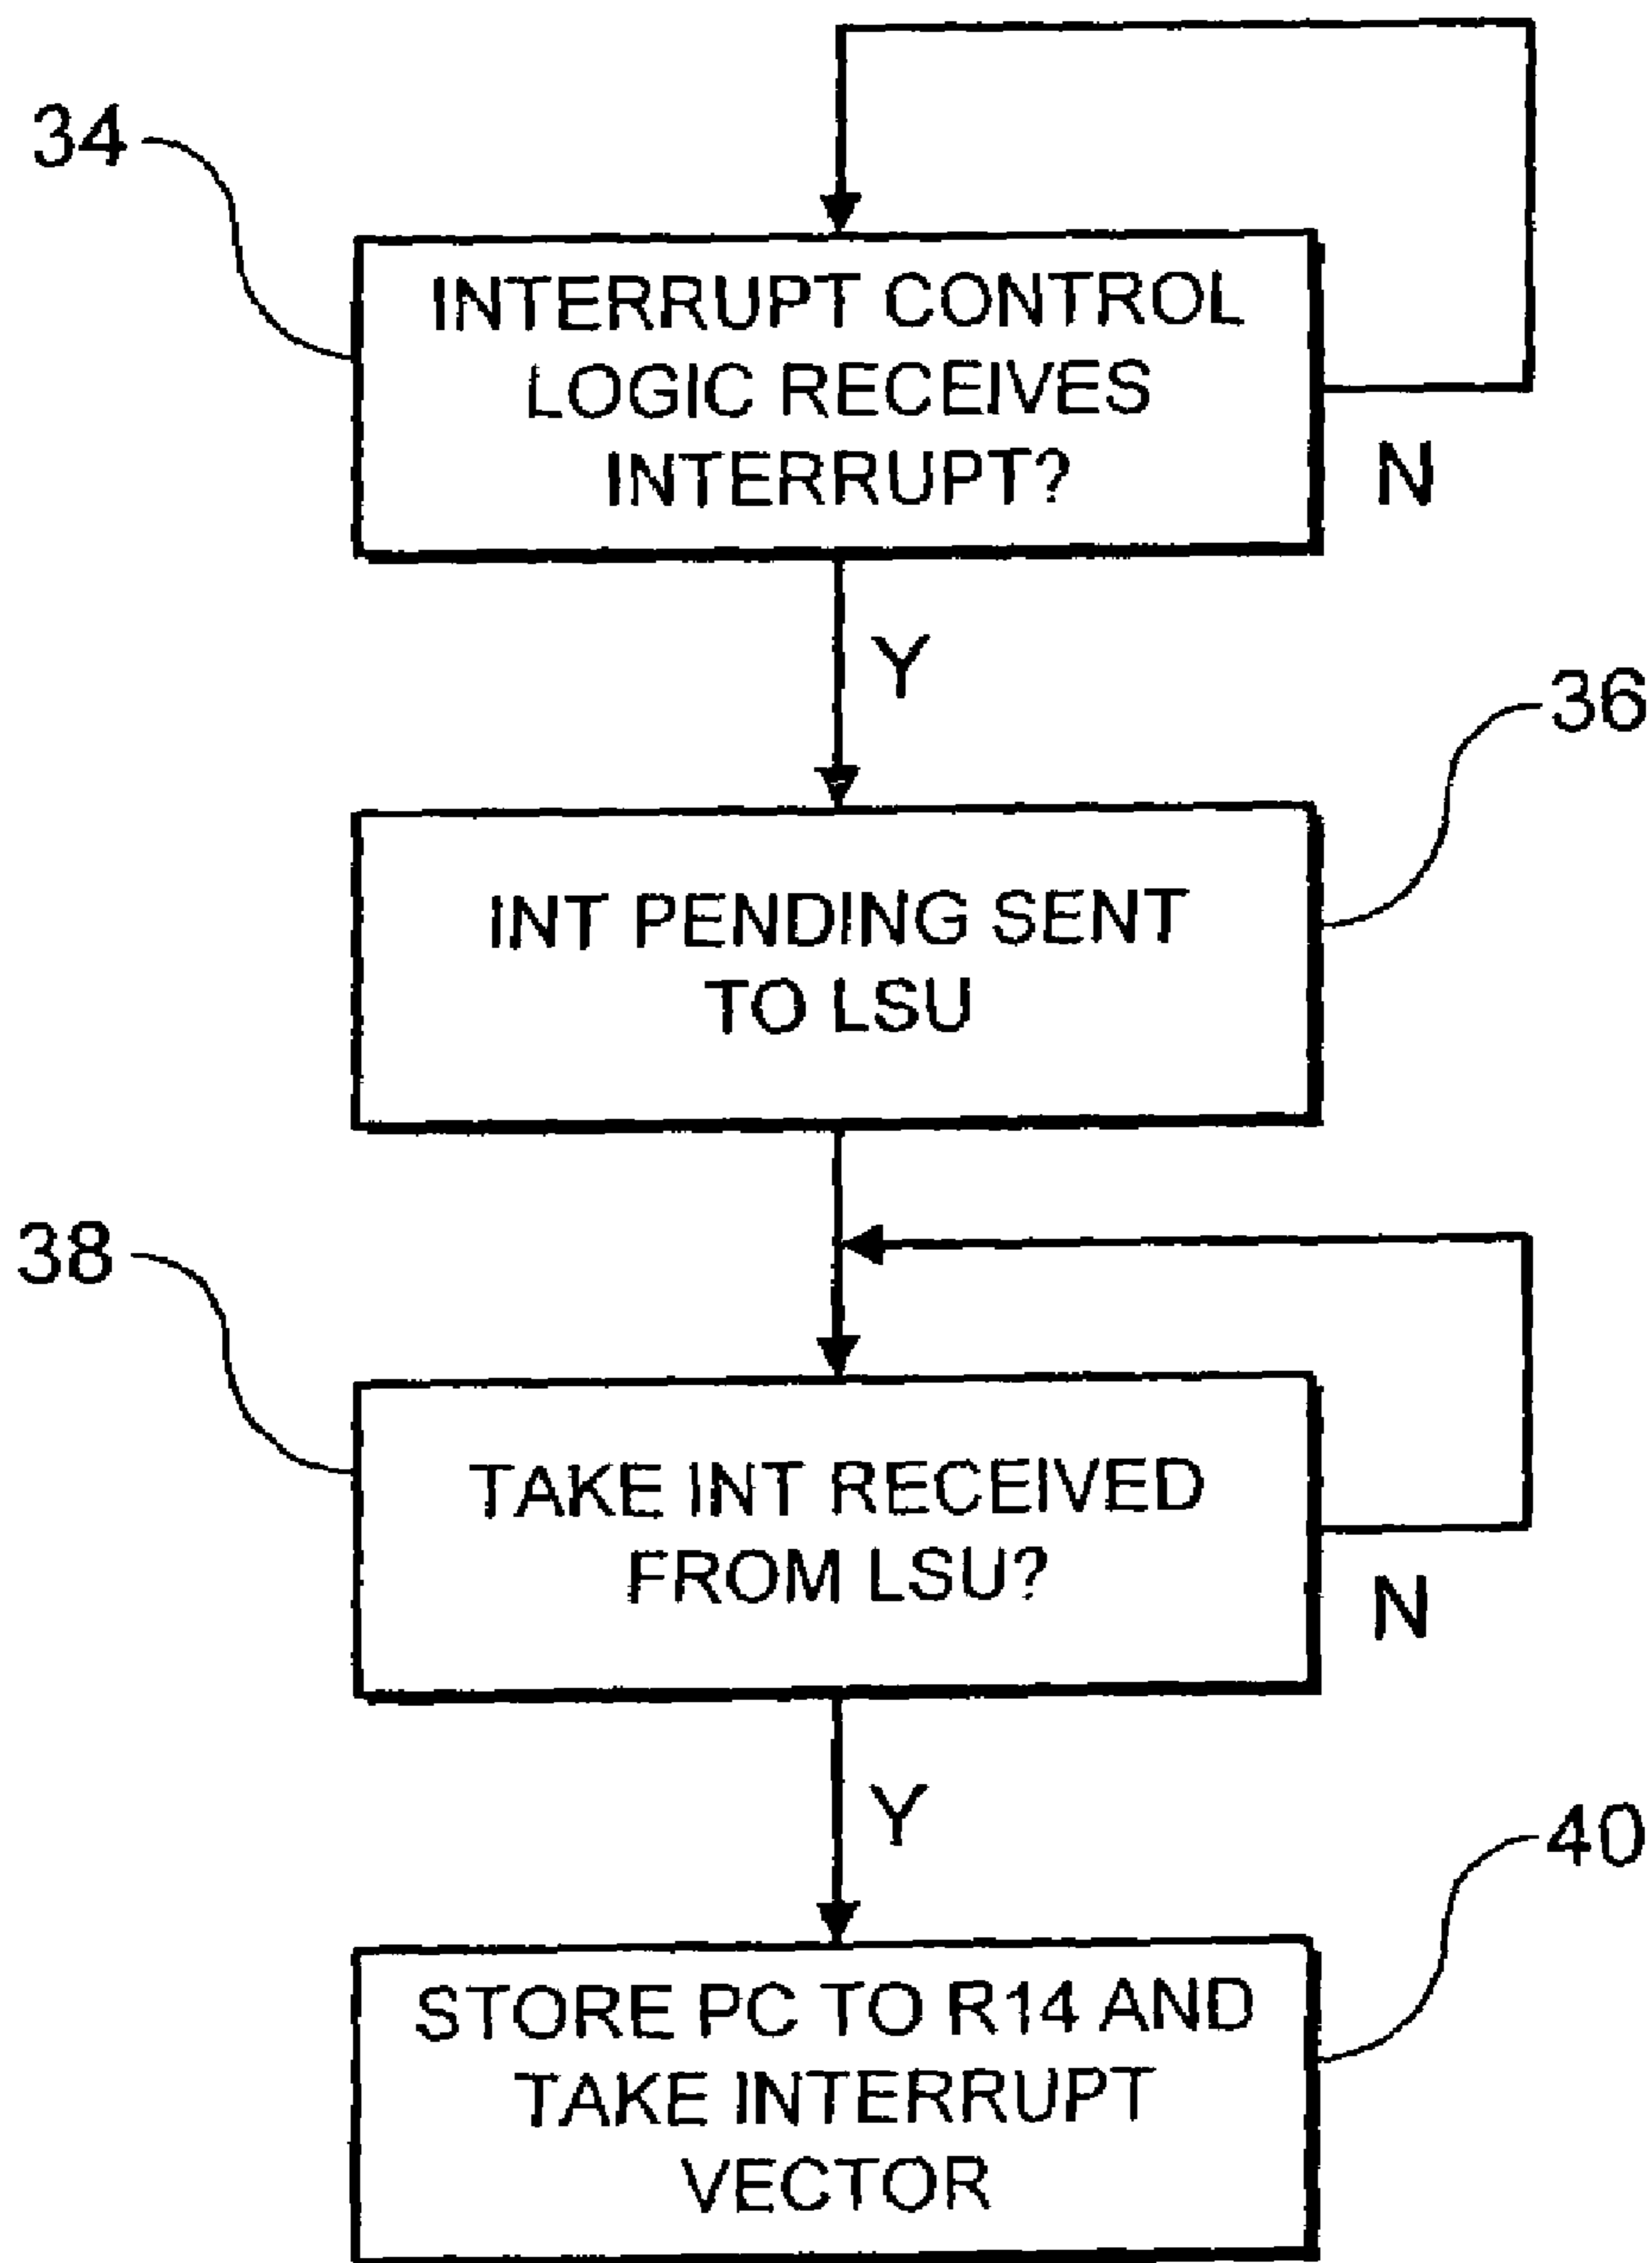 34
INTERRUPT CONTROL
LOGIC RECEIVES
INTERRUPT?
N
Y
36
INT PENDING SENT
TO LSU
38
TAKE INT RECEIVED
FROM LSU?
N
Y
40
STORE PC TO R14 AND
TAKE INTERRUPT
VECTOR